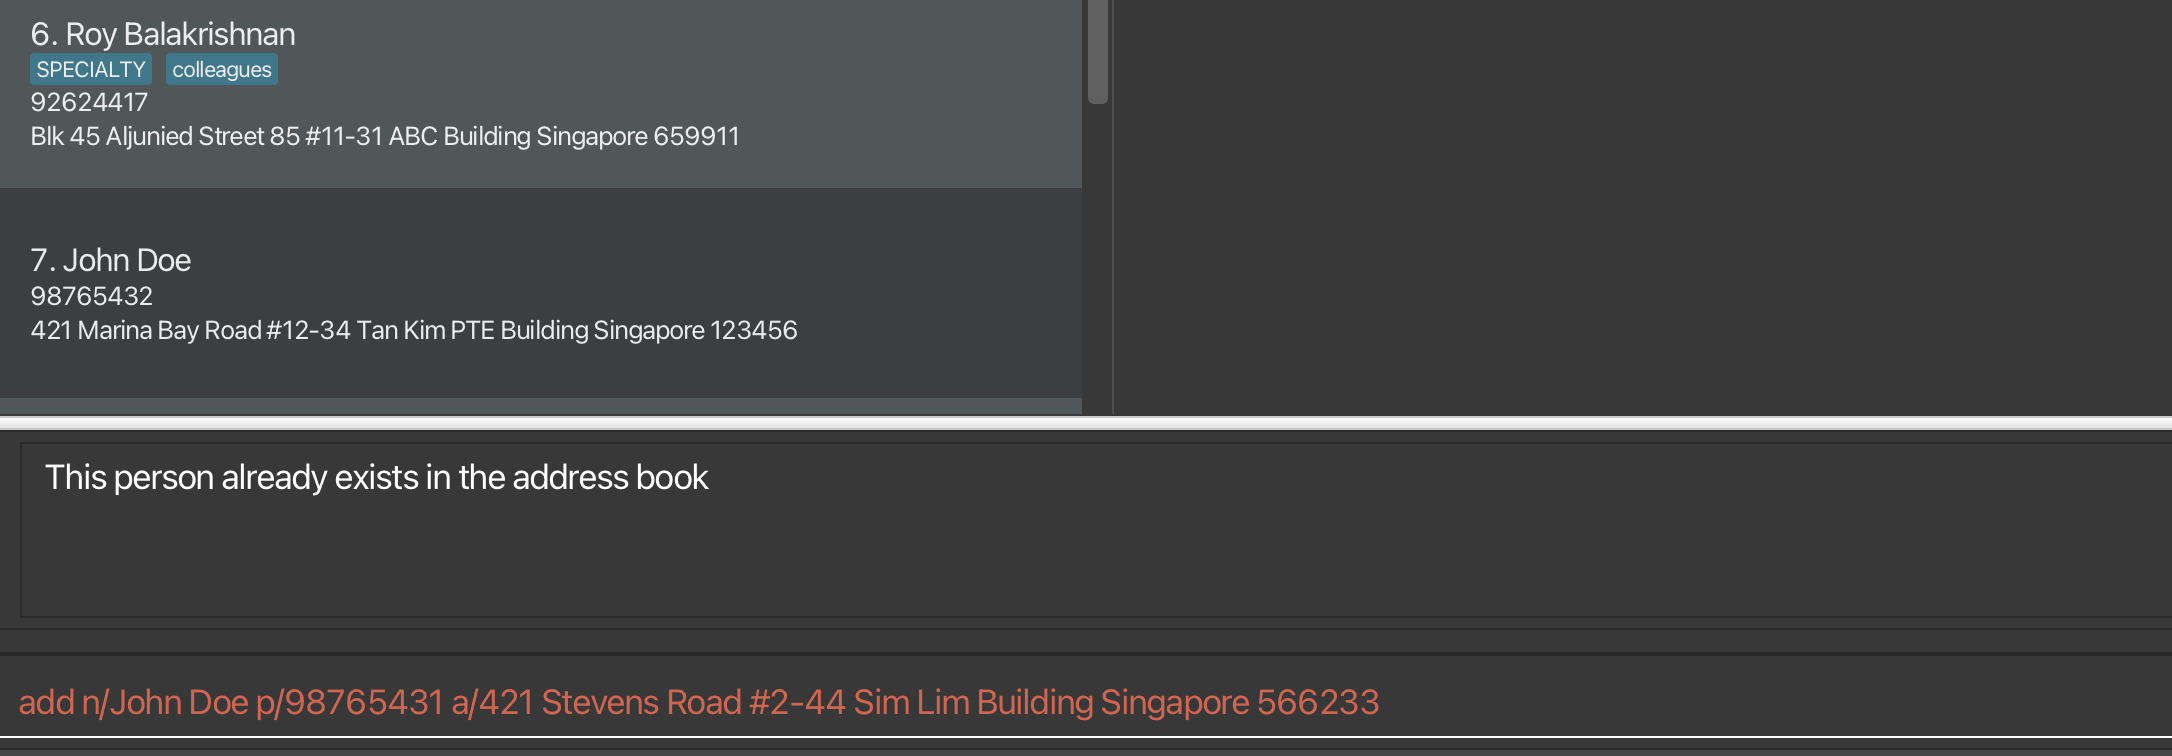 6. Roy Balakrishnan
SPECIALTY colleagues
92624417
Blk 45 Aljunied Street 85 #11-31 ABC Building Singapore 659911
7. John Doe
98765432
421 Marina Bay Road #12-34 Tan Kim PTE Building Singapore 123456
This person already exists in the address book
add n/John Doe p/98765431 a/421 Stevens Road #2-44 Sim Lim Building Singapore 566233